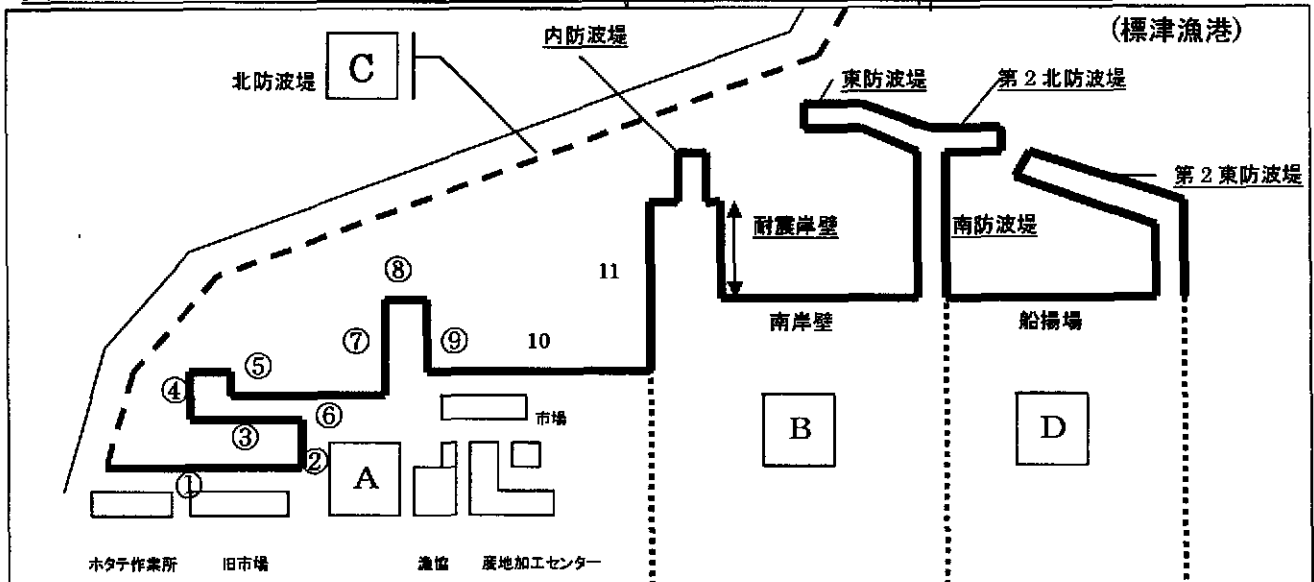 (標津漁港)
内防波堤
北防波堤 C
東防波堤
第2北防波堤
第2東防波堤
耐震岸壁
南防波堤
⑧
11
⑦
⑨
10
南岸壁
船揚場
⑤
④
⑥
市場
③
②
①
A
B
D
ホタテ作業所
旧市場
漁協
産地加工センター